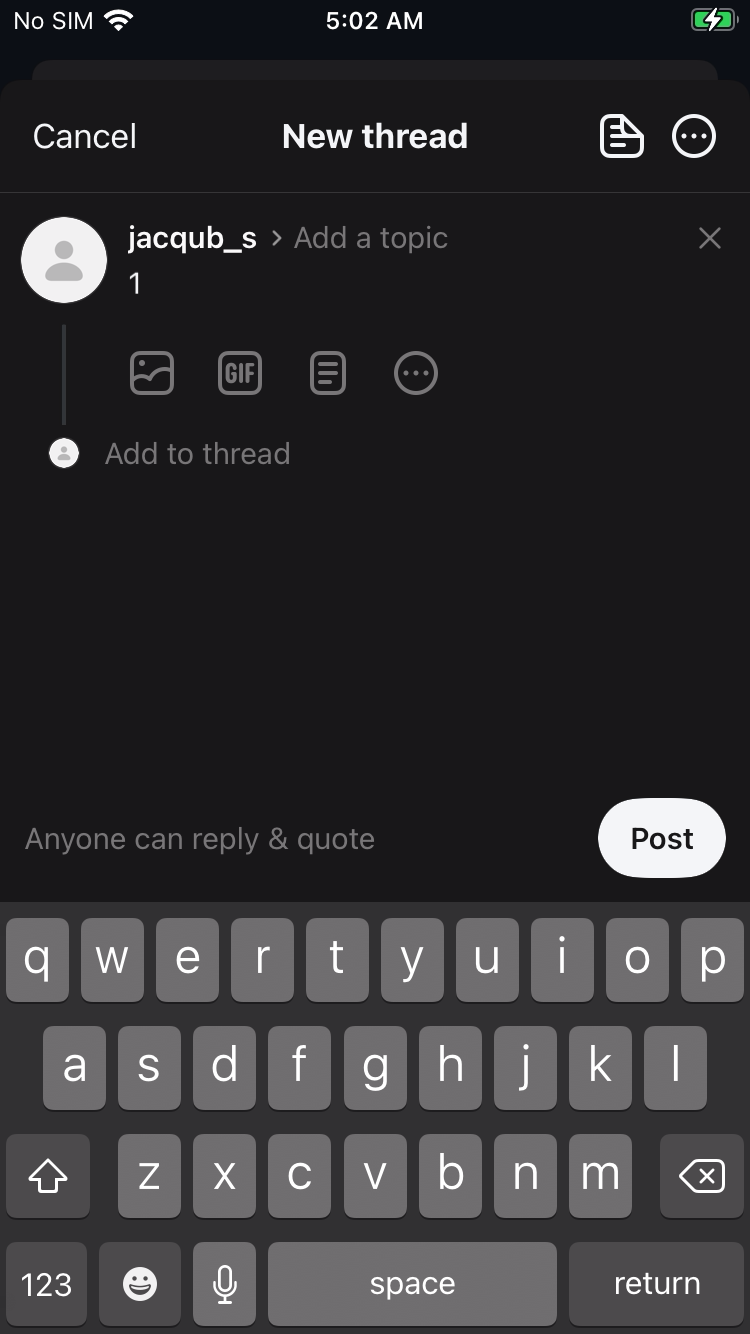 No SIM 5:02 AM
Cancel New thread
jacqub_s > Add a topic
1
GIF
Add to thread
Anyone can reply & quote Post
q w e r t y u i o p
a s d f g h j k l
z x c v b n m
123 space return